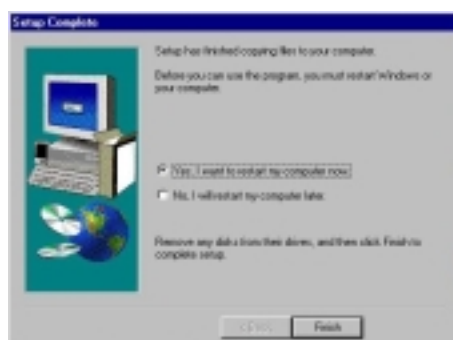 Setup Complete
Setup has finished copying files to your computer.
Before you can use the program, you must restart Windows or
your computer.
Yes, I want to restart my computer now.
No, I will restart my computer later.
Remove any disks from their drives, and then click Finish to
complete setup.
< Back
Finish